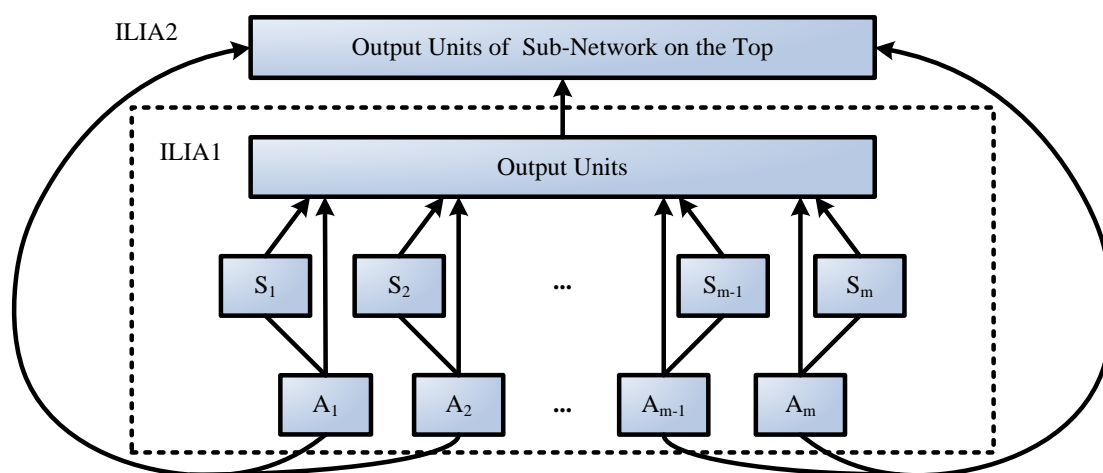 ILIA2
Output Units of Sub-Network on the Top
ILIA1
Output Units
S1 S2 ... Sm-1 Sm
A1 A2 ... Am-1 Am